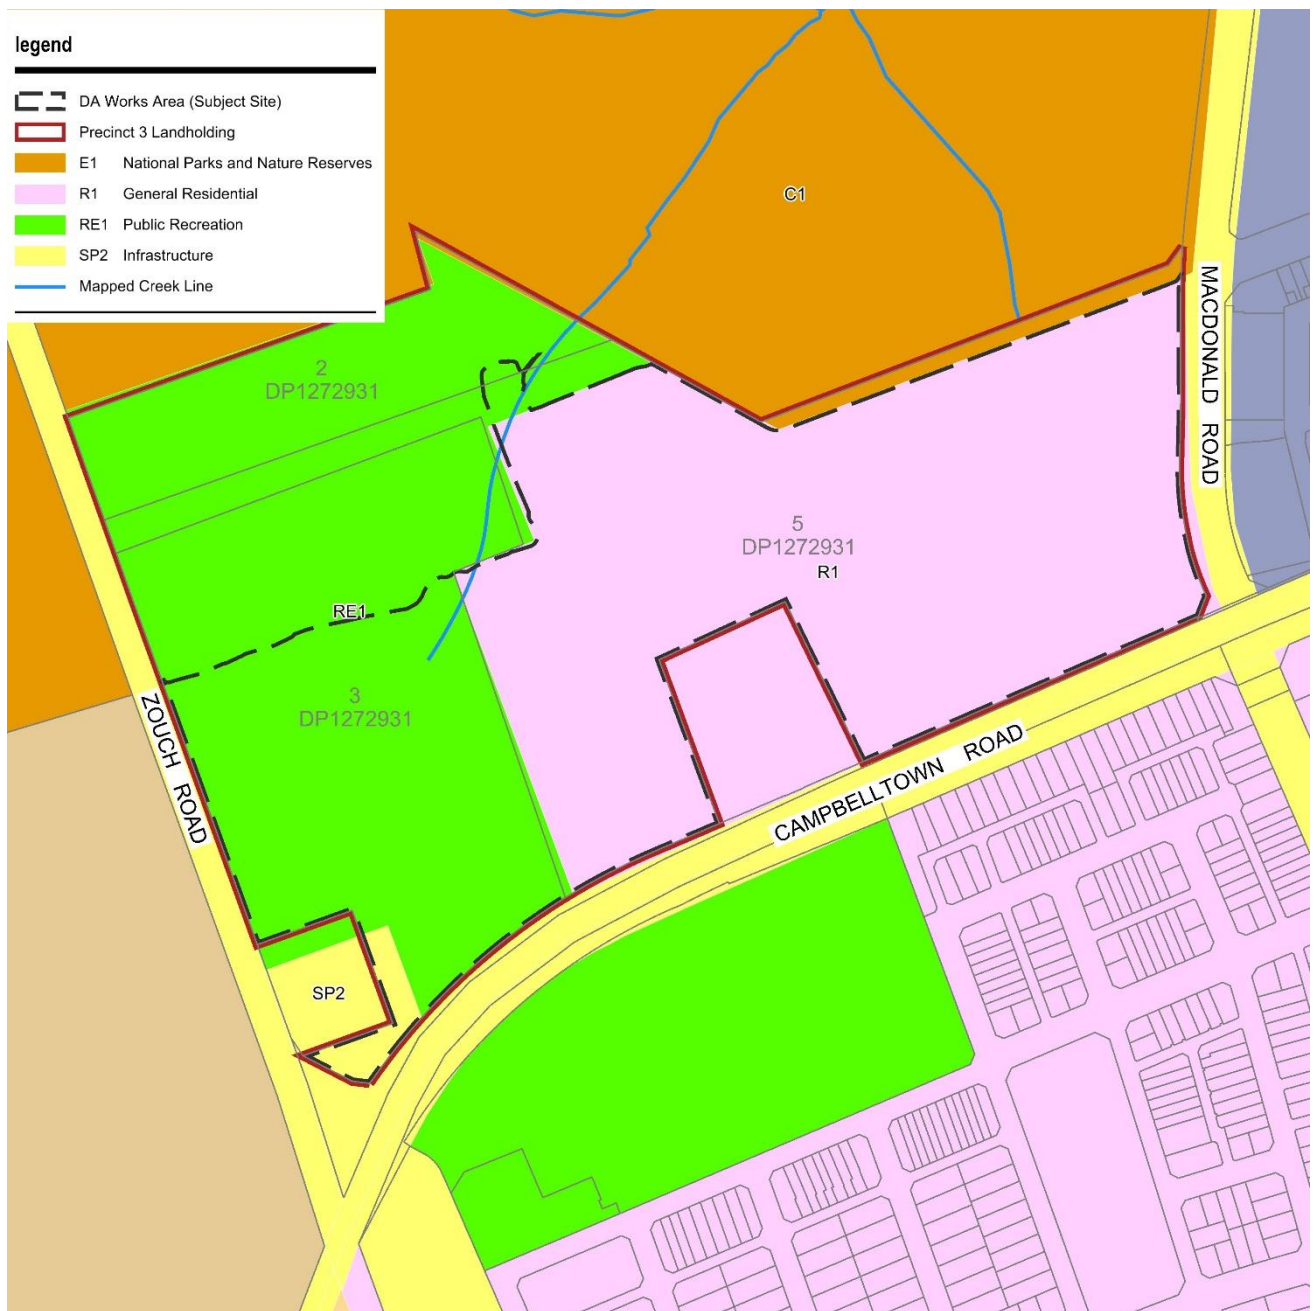 legend
DA Works Area (Subject Site)
Precinct 3 Landholding
E1 National Parks and Nature Reserves
R1 General Residential
RE1 Public Recreation
SP2 Infrastructure
Mapped Creek Line
C1
MACDONALD ROAD
2
DP1272931
5
DP1272931
R1
RE1
3
DP1272931
ZOUCH ROAD
CAMPBELLTOWN ROAD
SP2